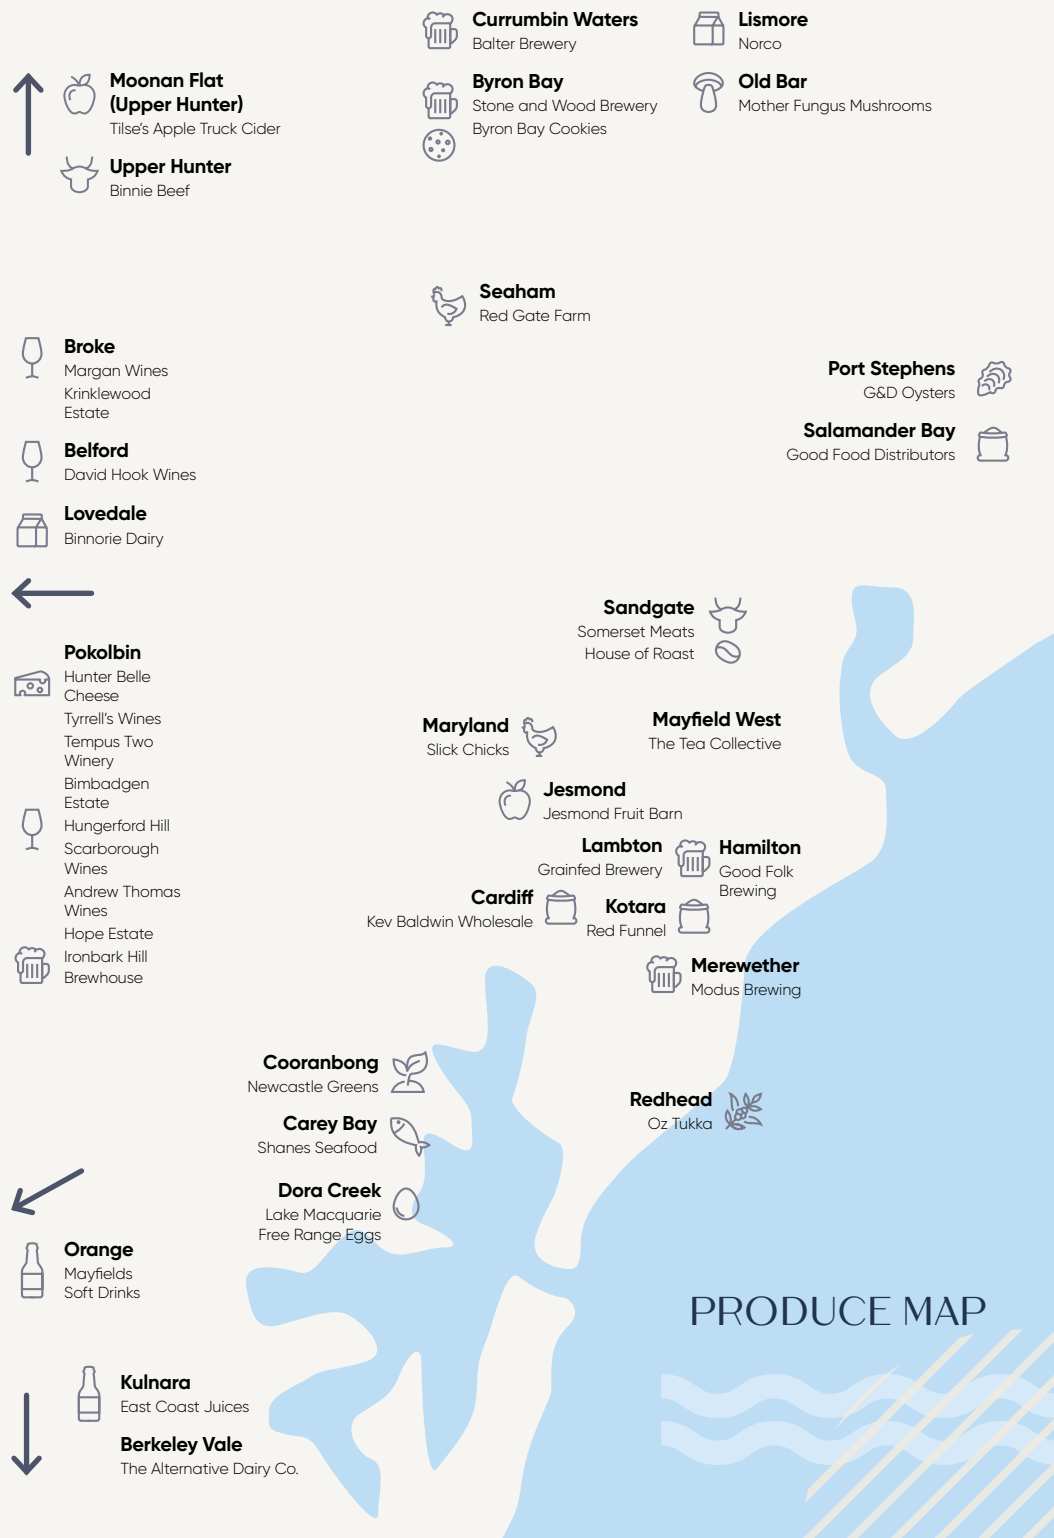 Currumbin Waters
Balter Brewery
Lismore
Norco
Moonan Flat
(Upper Hunter)
Tilse's Apple Truck Cider
Byron Bay
Stone and Wood Brewery
Byron Bay Cookies
Old Bar
Mother Fungus Mushrooms
Upper Hunter
Binnie Beef
Seaham
Red Gate Farm
Broke
Margan Wines
Krinklewood
Estate
Port Stephens
G&D Oysters
Belford
David Hook Wines
Salamander Bay
Good Food Distributors
Lovedale
Binnorie Dairy
Sandgate
Somerset Meats
House of Roast
Pokolbin
Hunter Belle
Cheese
Tyrrell's Wines
Tempus Two
Winery
Bimbadgen
Estate
Hungerford Hill
Scarborough
Wines
Andrew Thomas
Wines
Hope Estate
Ironbark Hill
Brewhouse
Maryland
Slick Chicks
Mayfield West
The Tea Collective
Jesmond
Jesmond Fruit Barn
Lambton
Grainfed Brewery
Hamilton
Good Folk
Brewing
Cardiff
Kev Baldwin Wholesale
Kotara
Red Funnel
Merewether
Modus Brewing
Cooranbong
Newcastle Greens
Redhead
Oz Tukka
Carey Bay
Shanes Seafood
Dora Creek
Lake Macquarie
Free Range Eggs
Orange
Mayfields
Soft Drinks
PRODUCE MAP
Kulnara
East Coast Juices
Berkeley Vale
The Alternative Dairy Co.